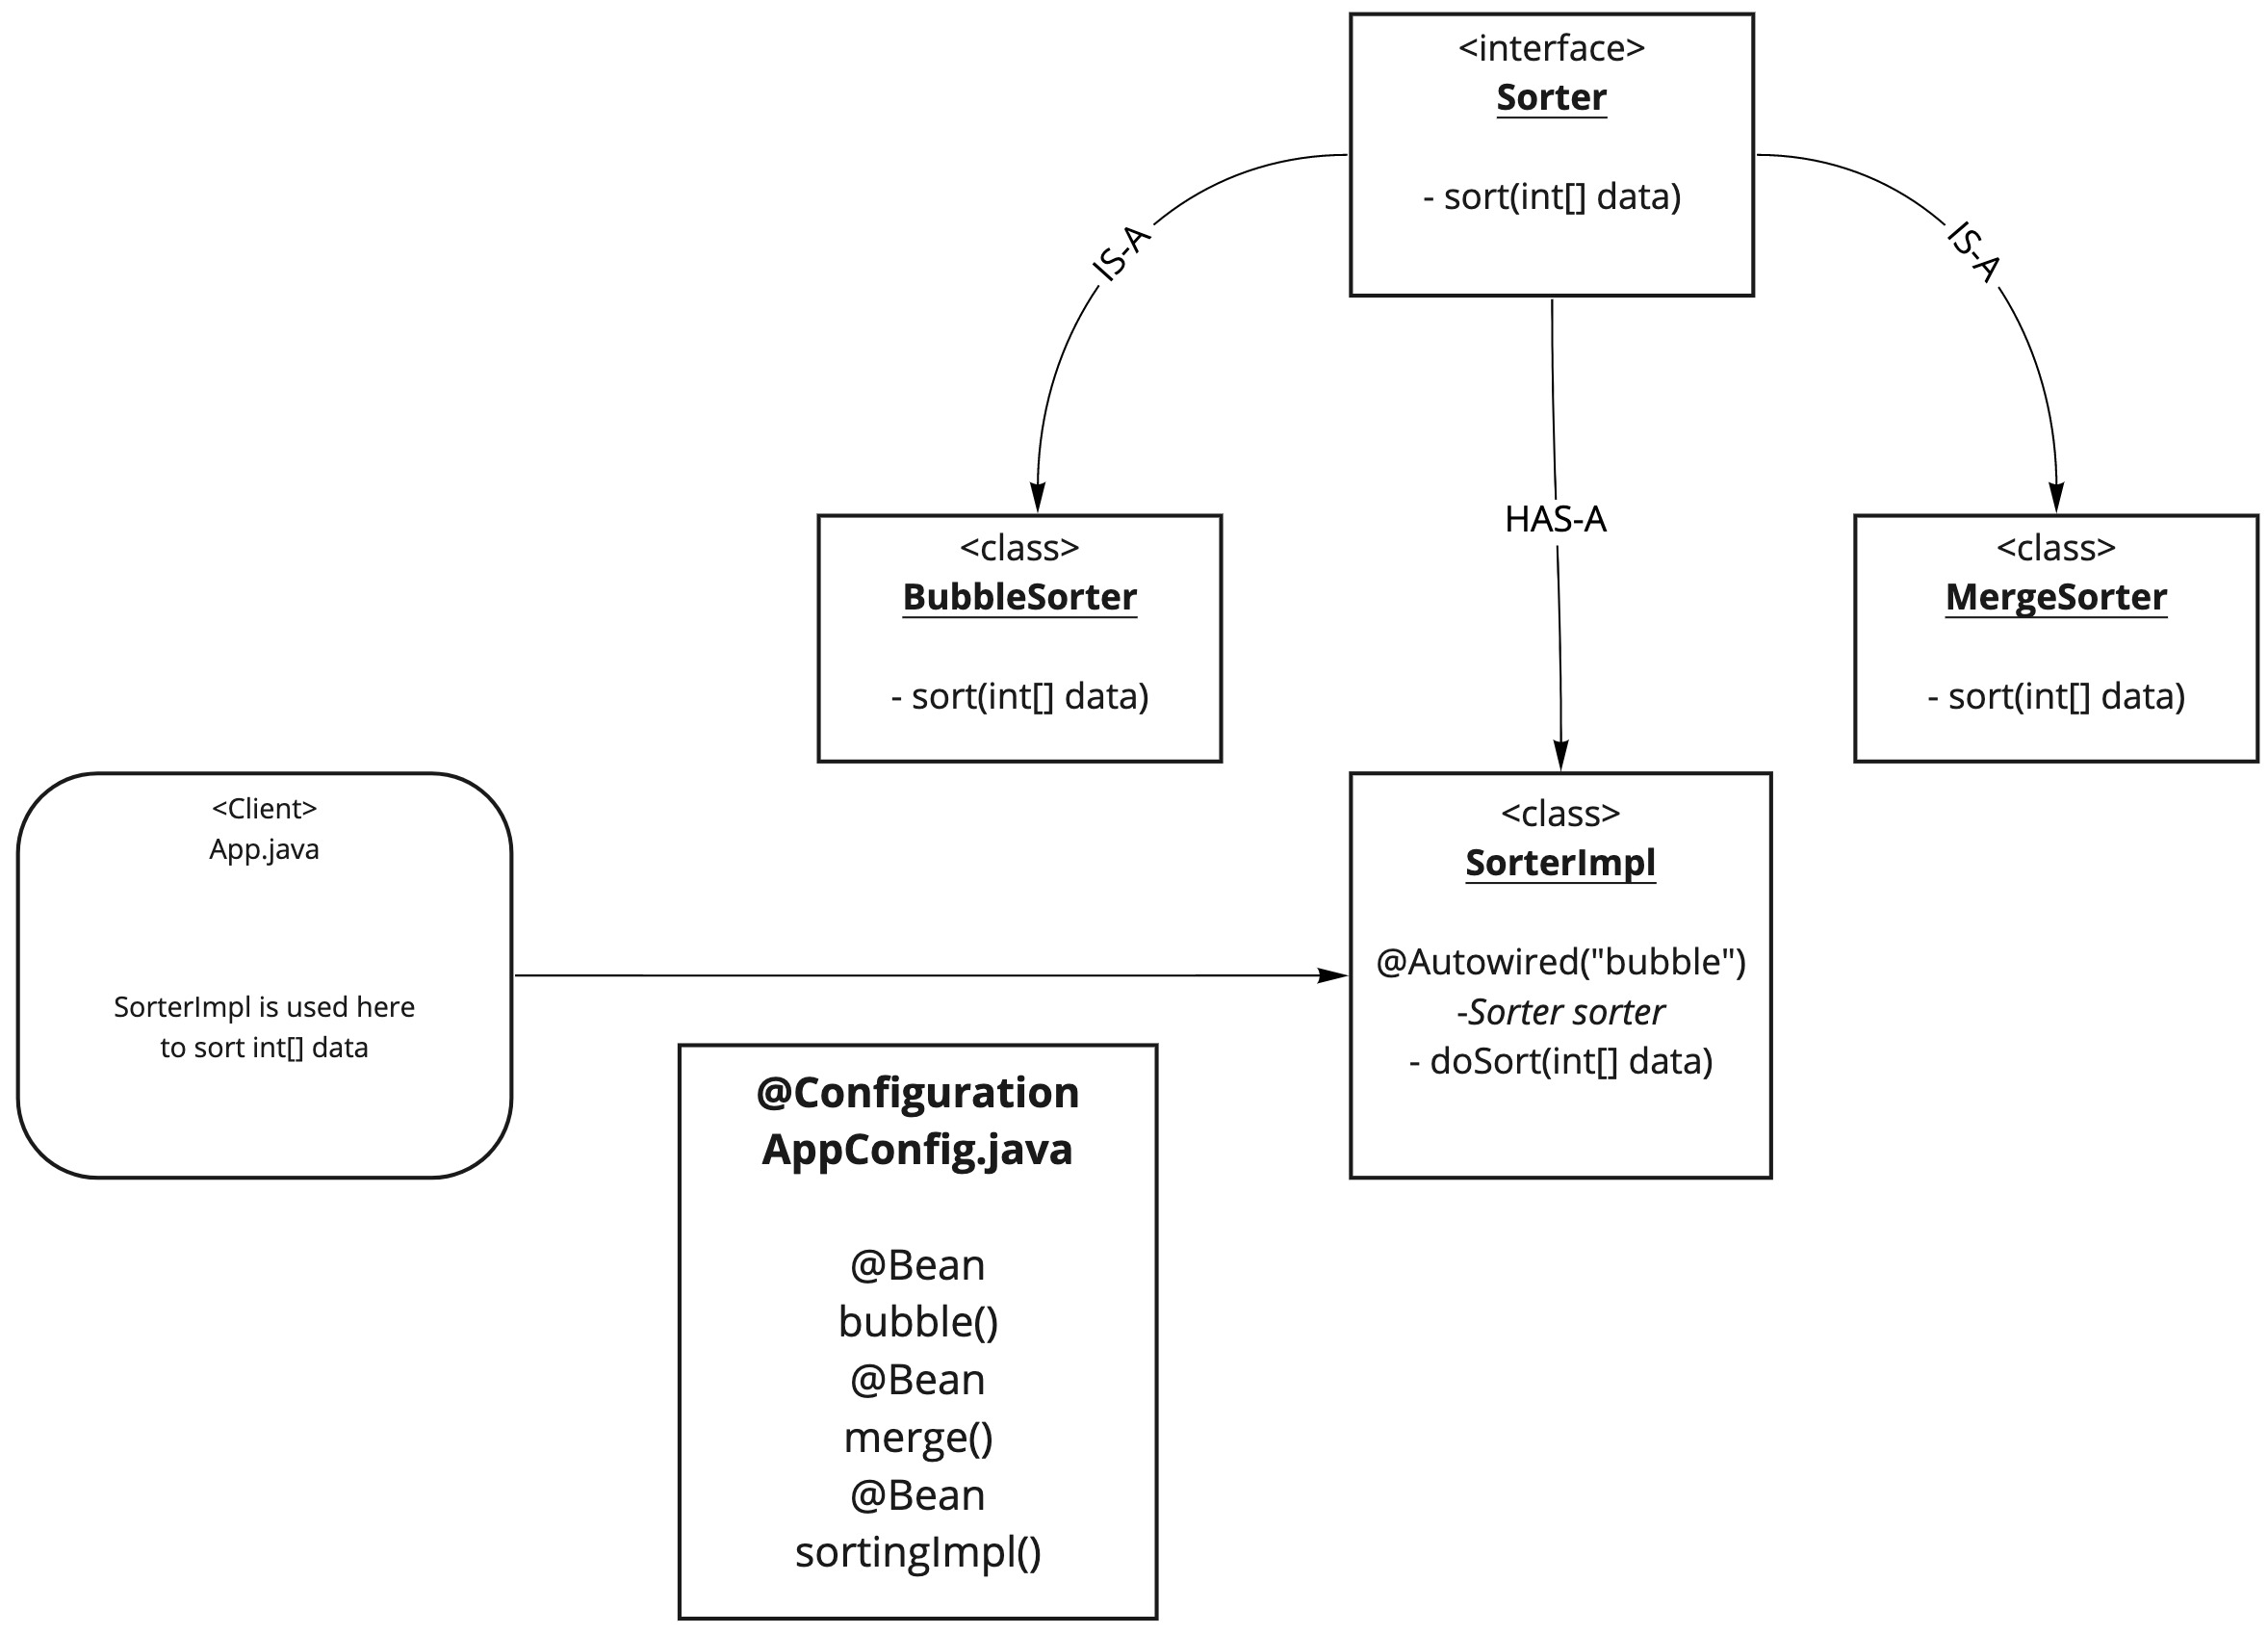 <interface>
Sorter
- sort(int[] data)
IS-A
IS-A
HAS-A
<class>
BubbleSorter
- sort(int[] data)
<class>
MergeSorter
- sort(int[] data)
<Client>
App.java
SorterImpl is used here
to sort int[] data
<class>
SorterImpl
@Autowired("bubble")
-Sorter sorter
- doSort(int[] data)
@Configuration
AppConfig.java
@Bean
bubble()
@Bean
merge()
@Bean
sortingImpl()